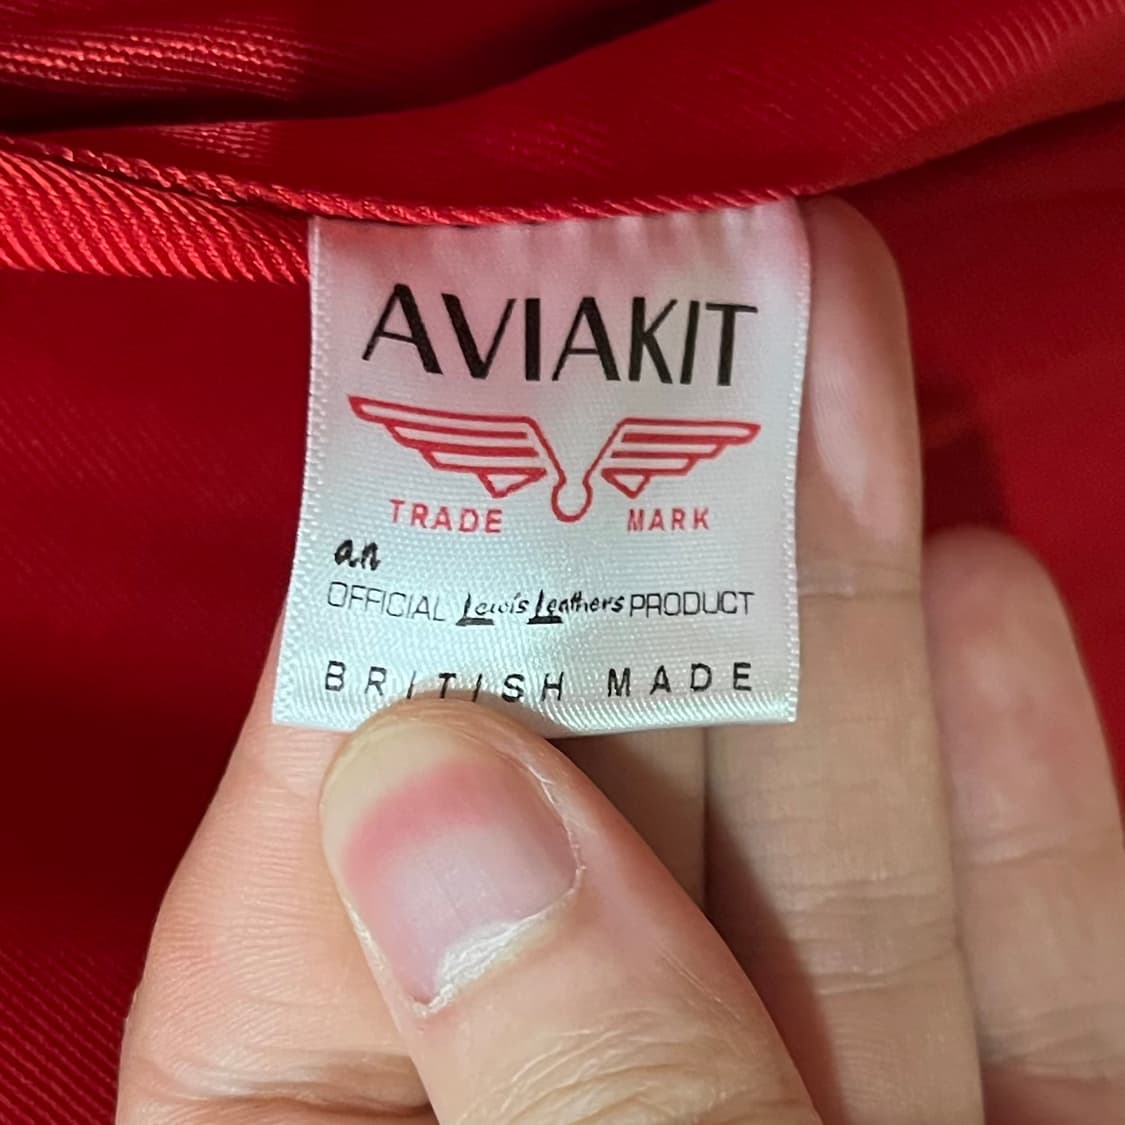 AVIAKIT
TRADE MARK
an
OFFICIAL Lewis Leathers PRODUCT
BRITISH MADE